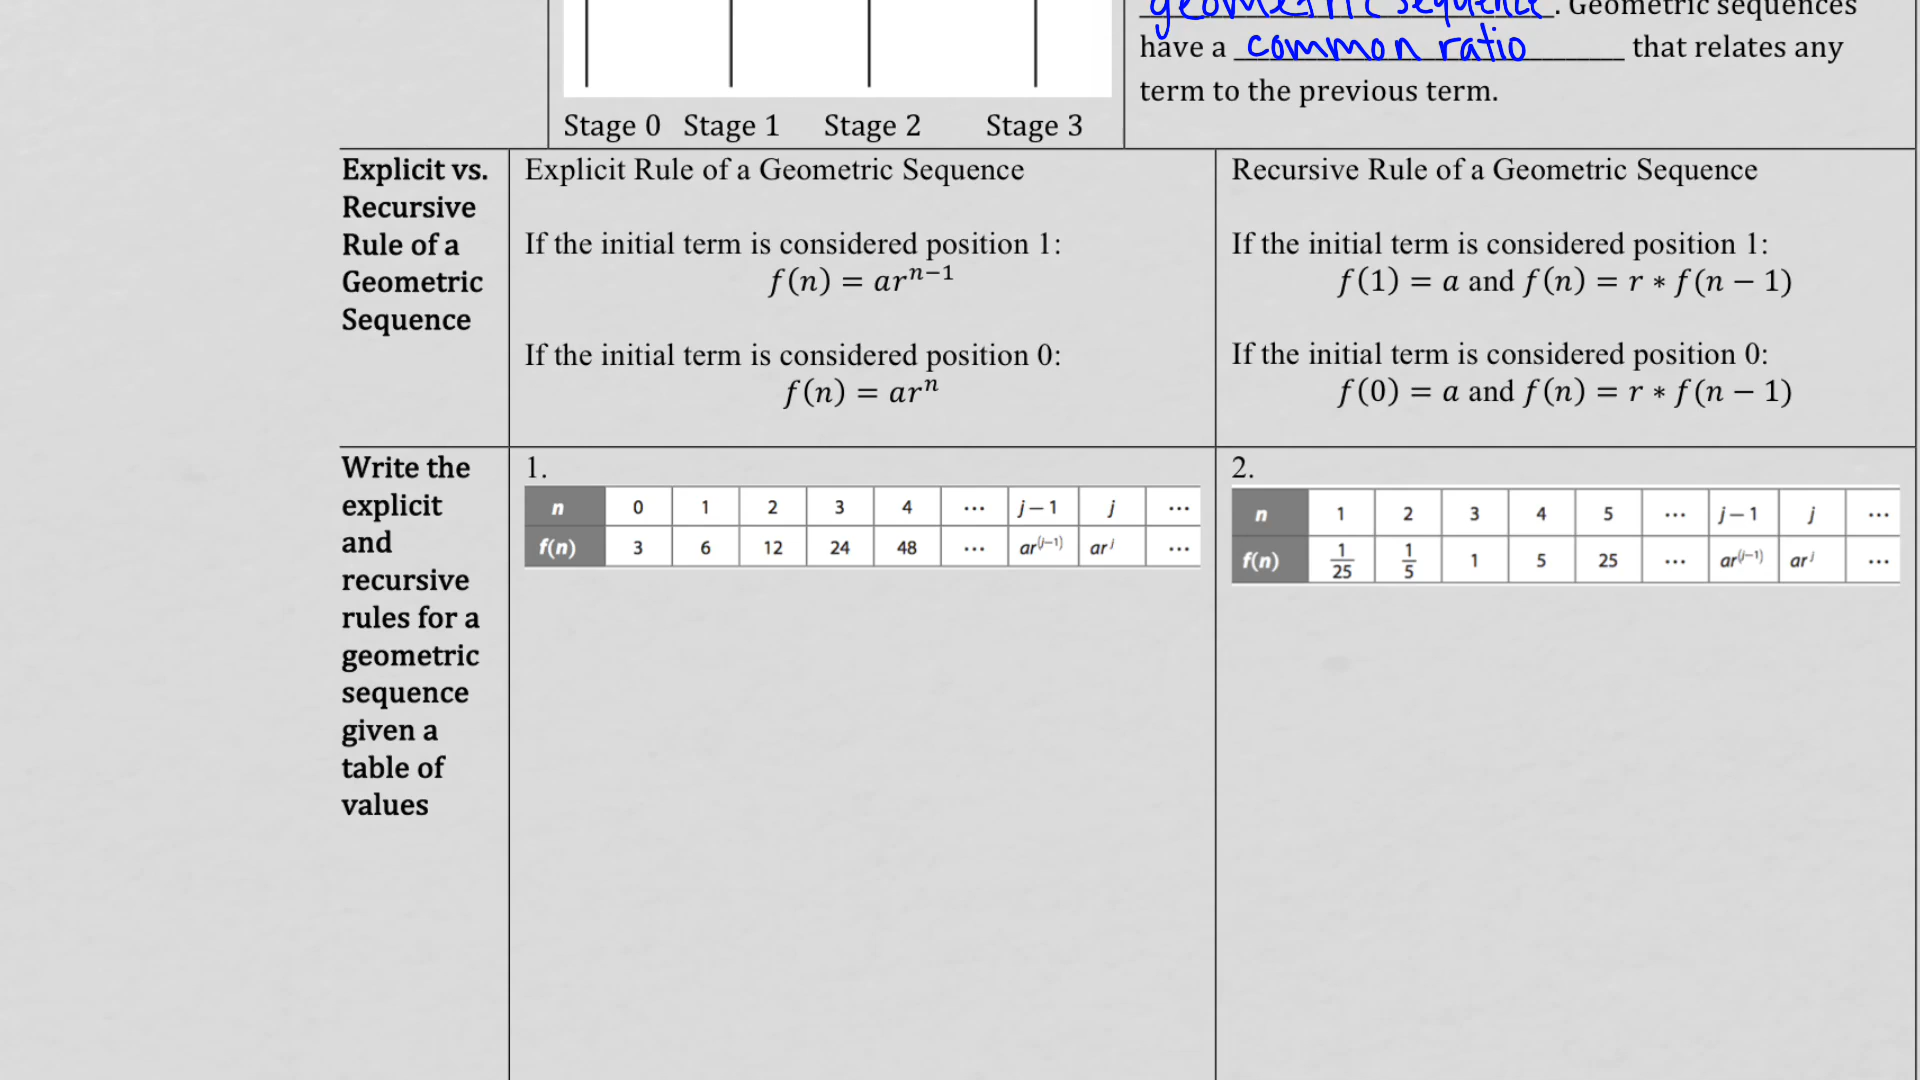 geometric sequence. Geometric sequences
have a common ratio that relates any
term to the previous term.
Stage 0 Stage 1 Stage 2 Stage 3
Explicit vs.
Recursive
Rule of a
Geometric
Sequence
Explicit Rule of a Geometric Sequence
If the initial term is considered position 1:
f(n) = arⁿ⁻¹
If the initial term is considered position 0:
f(n) = arⁿ
Recursive Rule of a Geometric Sequence
If the initial term is considered position 1:
f(1) = a and f(n) = r * f(n − 1)
If the initial term is considered position 0:
f(0) = a and f(n) = r * f(n − 1)
Write the
explicit
and
recursive
rules for a
geometric
sequence
given a
table of
values
1.
n 0 1 2 3 4 ... j−1 j ...
f(n) 3 6 12 24 48 ... ar⁽ʲ⁻¹⁾ arʲ ...
2.
n 1 2 3 4 5 ... j−1 j ...
f(n) 1/25 1/5 1 5 25 ... ar⁽ʲ⁻¹⁾ arʲ ...